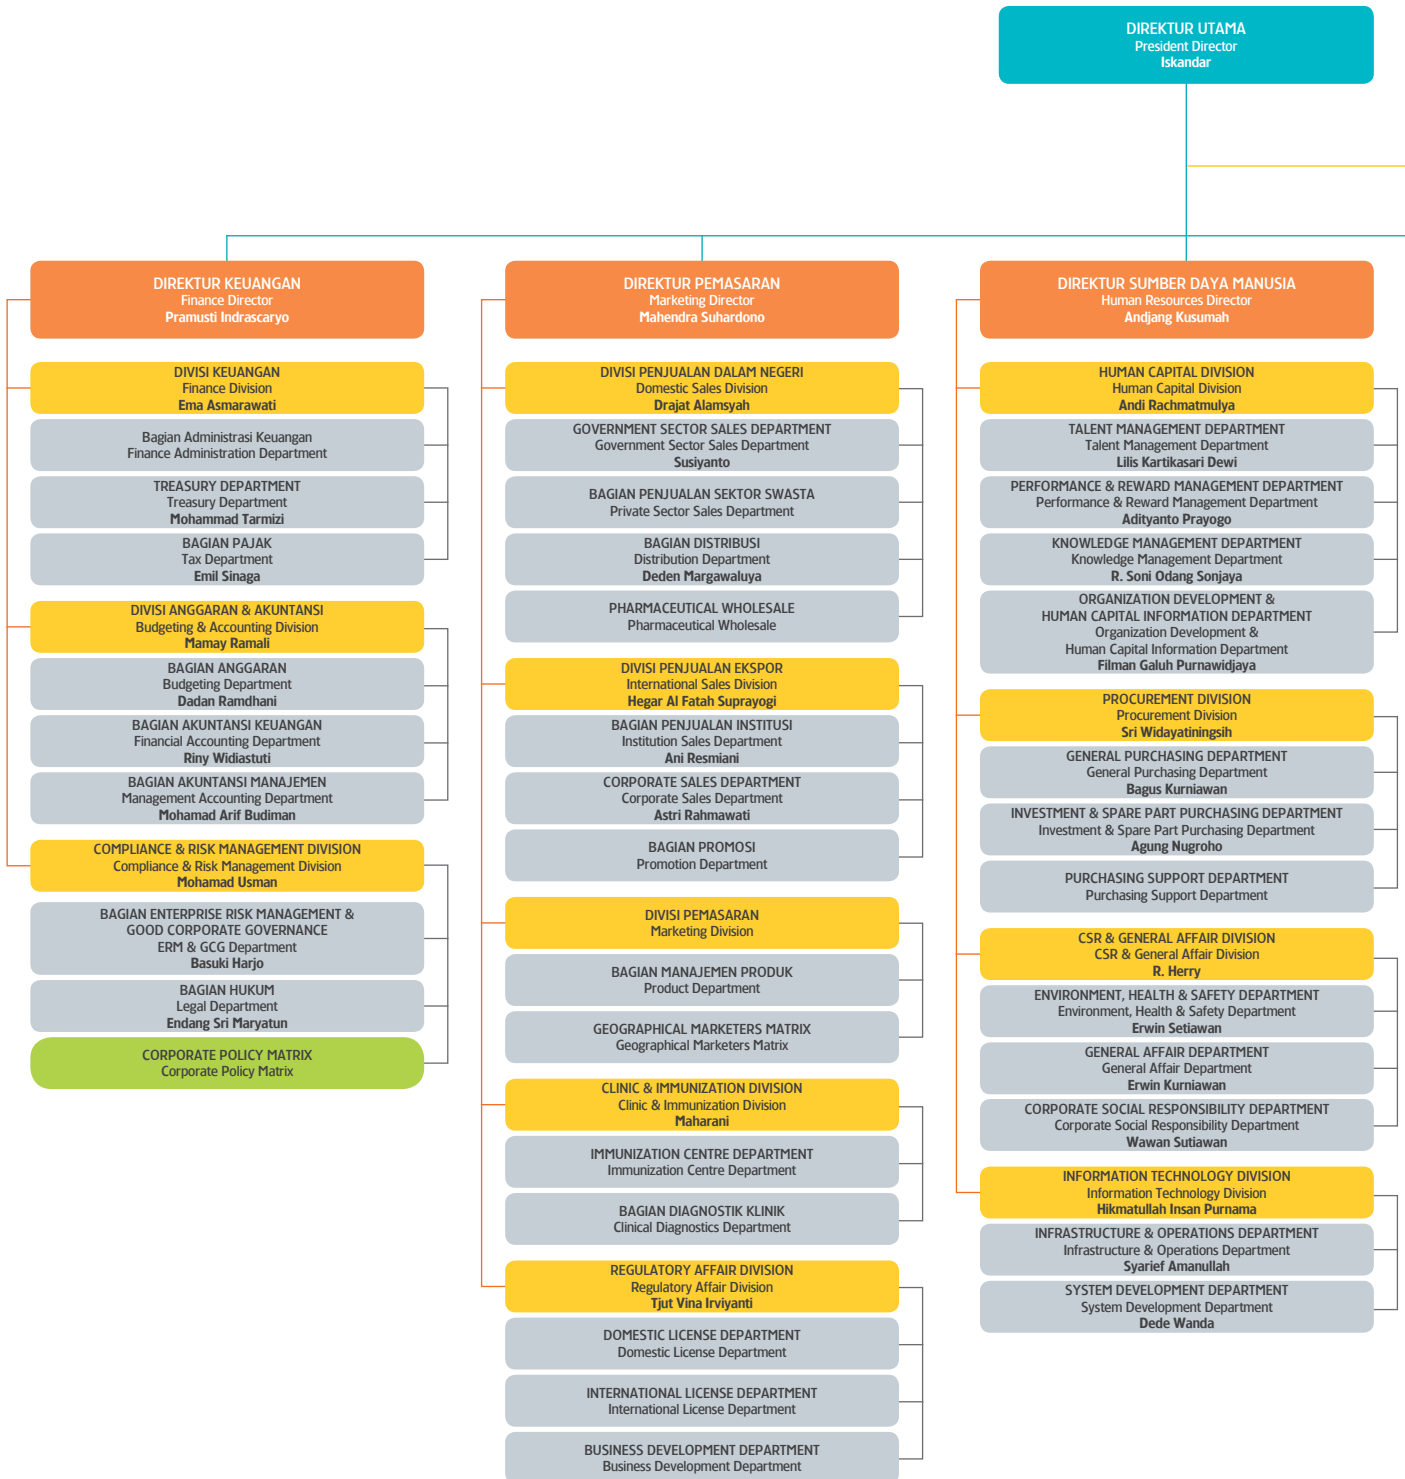 DIREKTUR UTAMA
President Director
Iskandar
DIREKTUR KEUANGAN
Finance Director
Pramusti Indrascaryo
DIVISI KEUANGAN
Finance Division
Ema Asmarawati
Bagian Administrasi Keuangan
Finance Administration Department
TREASURY DEPARTMENT
Treasury Department
Mohammad Tarmizi
BAGIAN PAJAK
Tax Department
Emil Sinaga
DIVISI ANGGARAN & AKUNTANSI
Budgeting & Accounting Division
Mamay Ramali
BAGIAN ANGGARAN
Budgeting Department
Dadan Ramdhani
BAGIAN AKUNTANSI KEUANGAN
Financial Accounting Department
Riny Widiastuti
BAGIAN AKUNTANSI MANAJEMEN
Management Accounting Department
Mohamad Arif Budiman
COMPLIANCE & RISK MANAGEMENT DIVISION
Compliance & Risk Management Division
Mohamad Usman
BAGIAN ENTERPRISE RISK MANAGEMENT &
GOOD CORPORATE GOVERNANCE
ERM & GCG Department
Basuki Harjo
BAGIAN HUKUM
Legal Department
Endang Sri Maryatun
CORPORATE POLICY MATRIX
Corporate Policy Matrix
DIREKTUR PEMASARAN
Marketing Director
Mahendra Suhardono
DIVISI PENJUALAN DALAM NEGERI
Domestic Sales Division
Drajat Alamsyah
GOVERNMENT SECTOR SALES DEPARTMENT
Government Sector Sales Department
Susiyanto
BAGIAN PENJUALAN SEKTOR SWASTA
Private Sector Sales Department
BAGIAN DISTRIBUSI
Distribution Department
Deden Margawaluya
PHARMACEUTICAL WHOLESALE
Pharmaceutical Wholesale
DIVISI PENJUALAN EKSPOR
International Sales Division
Hegar Al Fatah Suprayogi
BAGIAN PENJUALAN INSTITUSI
Institution Sales Department
Ani Resmiani
CORPORATE SALES DEPARTMENT
Corporate Sales Department
Astri Rahmawati
BAGIAN PROMOSI
Promotion Department
DIVISI PEMASARAN
Marketing Division
BAGIAN MANAJEMEN PRODUK
Product Department
GEOGRAPHICAL MARKETERS MATRIX
Geographical Marketers Matrix
CLINIC & IMMUNIZATION DIVISION
Clinic & Immunization Division
Maharani
IMMUNIZATION CENTRE DEPARTMENT
Immunization Centre Department
BAGIAN DIAGNOSTIK KLINIK
Clinical Diagnostics Department
REGULATORY AFFAIR DIVISION
Regulatory Affair Division
Tjut Vina Irviyanti
DOMESTIC LICENSE DEPARTMENT
Domestic License Department
INTERNATIONAL LICENSE DEPARTMENT
International License Department
BUSINESS DEVELOPMENT DEPARTMENT
Business Development Department
DIREKTUR SUMBER DAYA MANUSIA
Human Resources Director
Andjang Kusumah
HUMAN CAPITAL DIVISION
Human Capital Division
Andi Rachmatmulya
TALENT MANAGEMENT DEPARTMENT
Talent Management Department
Lilis Kartikasari Dewi
PERFORMANCE & REWARD MANAGEMENT DEPARTMENT
Performance & Reward Management Department
Adityanto Prayogo
KNOWLEDGE MANAGEMENT DEPARTMENT
Knowledge Management Department
R. Soni Odang Sonjaya
ORGANIZATION DEVELOPMENT &
HUMAN CAPITAL INFORMATION DEPARTMENT
Organization Development &
Human Capital Information Department
Filman Galuh Purnawidjaya
PROCUREMENT DIVISION
Procurement Division
Sri Widayatiningsih
GENERAL PURCHASING DEPARTMENT
General Purchasing Department
Bagus Kurniawan
INVESTMENT & SPARE PART PURCHASING DEPARTMENT
Investment & Spare Part Purchasing Department
Agung Nugroho
PURCHASING SUPPORT DEPARTMENT
Purchasing Support Department
CSR & GENERAL AFFAIR DIVISION
CSR & General Affair Division
R. Herry
ENVIRONMENT, HEALTH & SAFETY DEPARTMENT
Environment, Health & Safety Department
Erwin Setiawan
GENERAL AFFAIR DEPARTMENT
General Affair Department
Erwin Kurniawan
CORPORATE SOCIAL RESPONSIBILITY DEPARTMENT
Corporate Social Responsibility Department
Wawan Sutiawan
INFORMATION TECHNOLOGY DIVISION
Information Technology Division
Hikmatullah Insan Purnama
INFRASTRUCTURE & OPERATIONS DEPARTMENT
Infrastructure & Operations Department
Syarief Amanullah
SYSTEM DEVELOPMENT DEPARTMENT
System Development Department
Dede Wanda